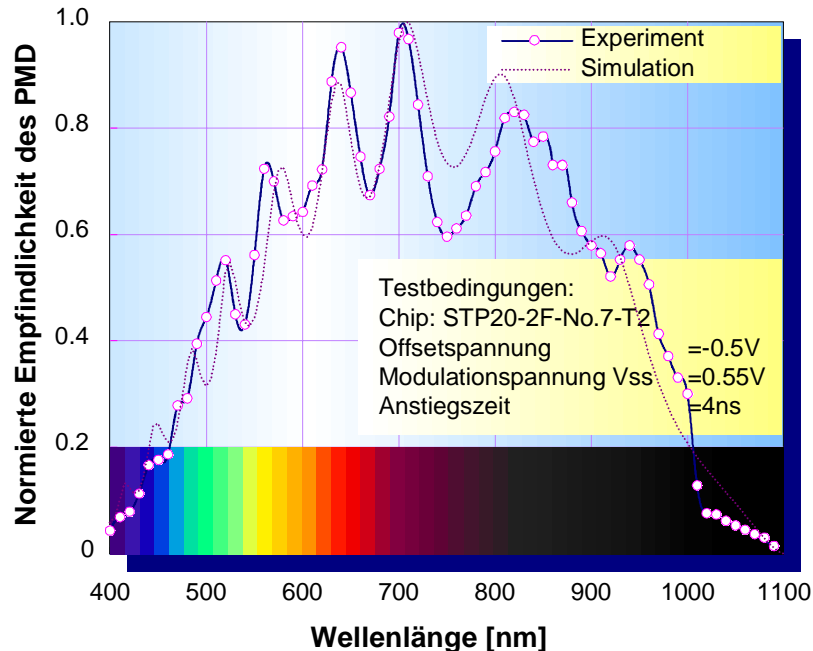 Normierte Empfindlichkeit des PMD
1.0
0.8
0.6
0.4
0.2
0
Experiment
Simulation
Testbedingungen:
Chip: STP20-2F-No.7-T2
Offsetspannung =-0.5V
Modulationspannung Vss =0.55V
Anstiegszeit =4ns
400 500 600 700 800 900 1000 1100
Wellenlänge [nm]